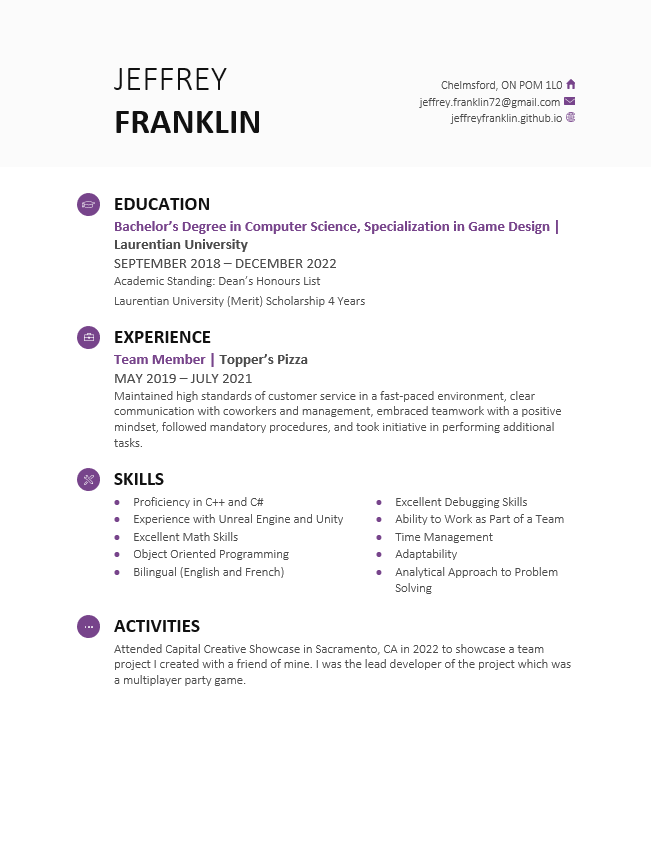 JEFFREY
FRANKLIN
Chelmsford, ON POM 1L0
jeffrey.franklin72@gmail.com
jeffreyfranklin.github.io
EDUCATION
Bachelor's Degree in Computer Science, Specialization in Game Design |
Laurentian University
SEPTEMBER 2018 – DECEMBER 2022
Academic Standing: Dean's Honours List
Laurentian University (Merit) Scholarship 4 Years
EXPERIENCE
Team Member | Topper's Pizza
MAY 2019 – JULY 2021
Maintained high standards of customer service in a fast-paced environment, clear
communication with coworkers and management, embraced teamwork with a positive
mindset, followed mandatory procedures, and took initiative in performing additional
tasks.
SKILLS
• Proficiency in C++ and C#
• Experience with Unreal Engine and Unity
• Excellent Math Skills
• Object Oriented Programming
• Bilingual (English and French)
• Excellent Debugging Skills
• Ability to Work as Part of a Team
• Time Management
• Adaptability
• Analytical Approach to Problem
Solving
ACTIVITIES
Attended Capital Creative Showcase in Sacramento, CA in 2022 to showcase a team
project I created with a friend of mine. I was the lead developer of the project which was
a multiplayer party game.